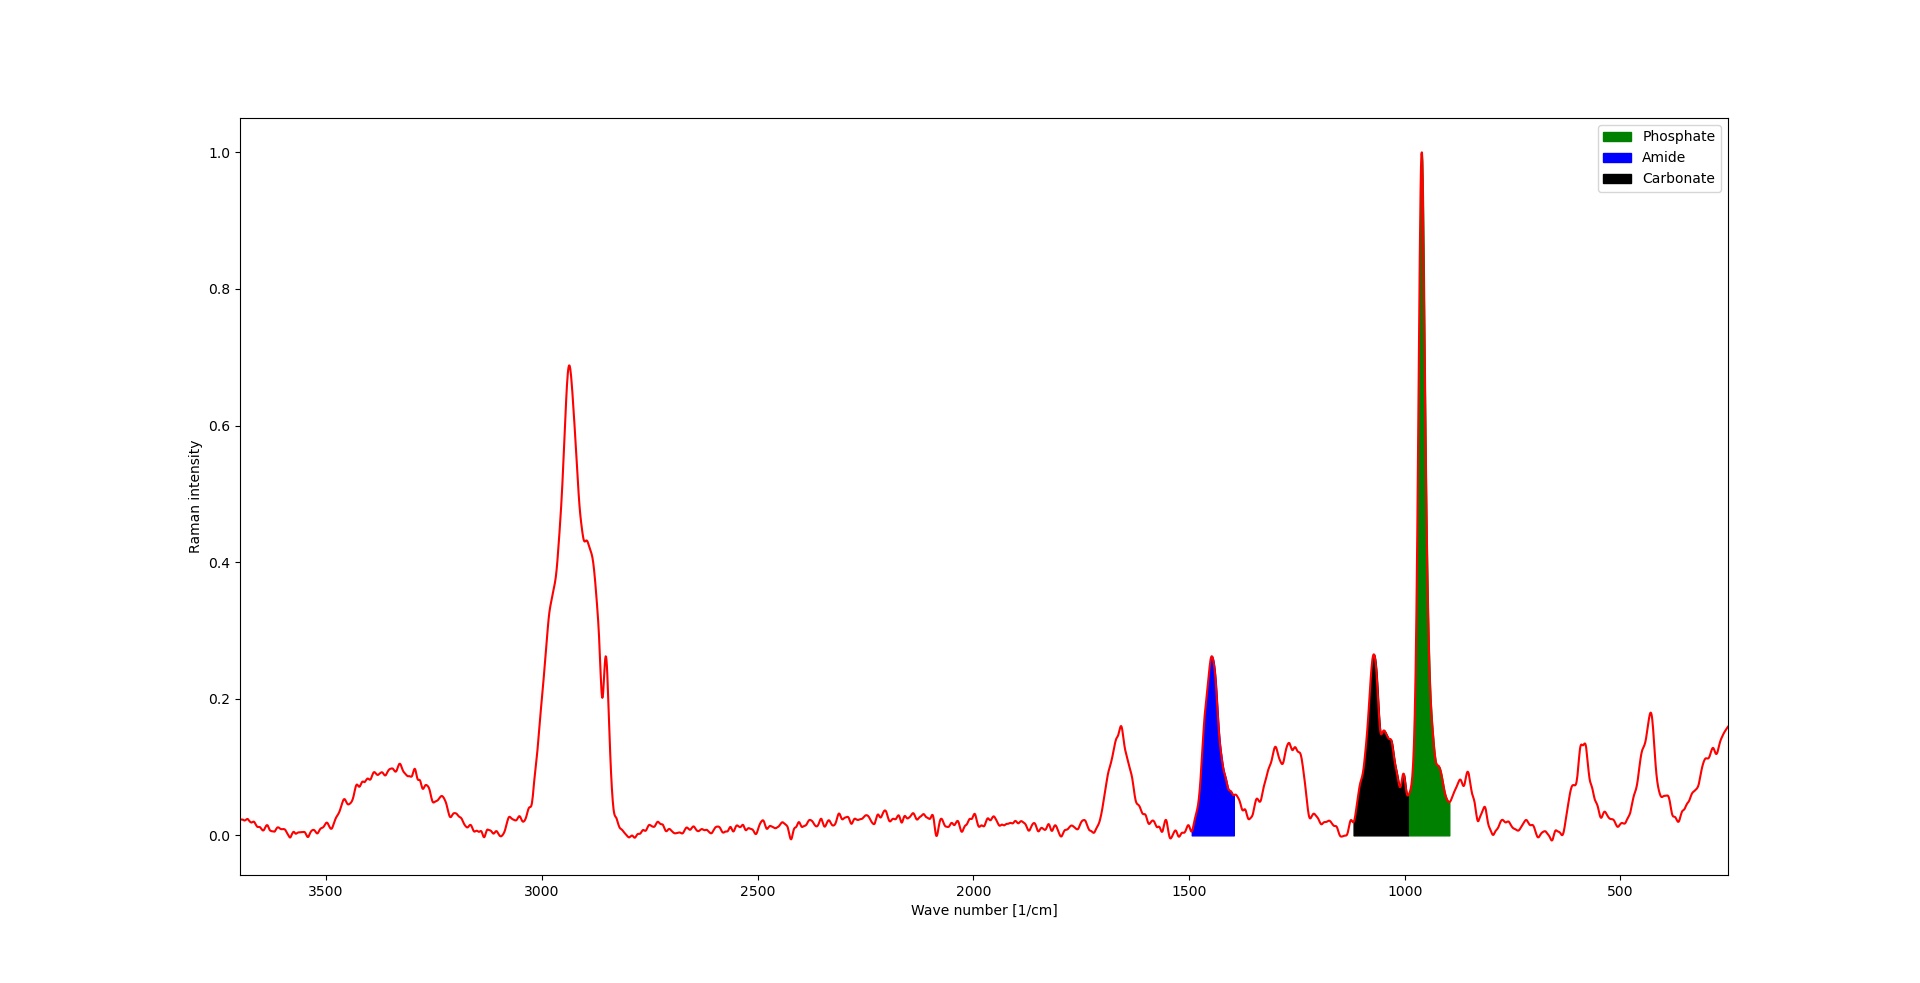 Phosphate
Amide
Carbonate
1.0
0.8
0.6
0.4
0.2
0.0
Raman intensity
3500 3000 2500 2000 1500 1000 500
Wave number [1/cm]